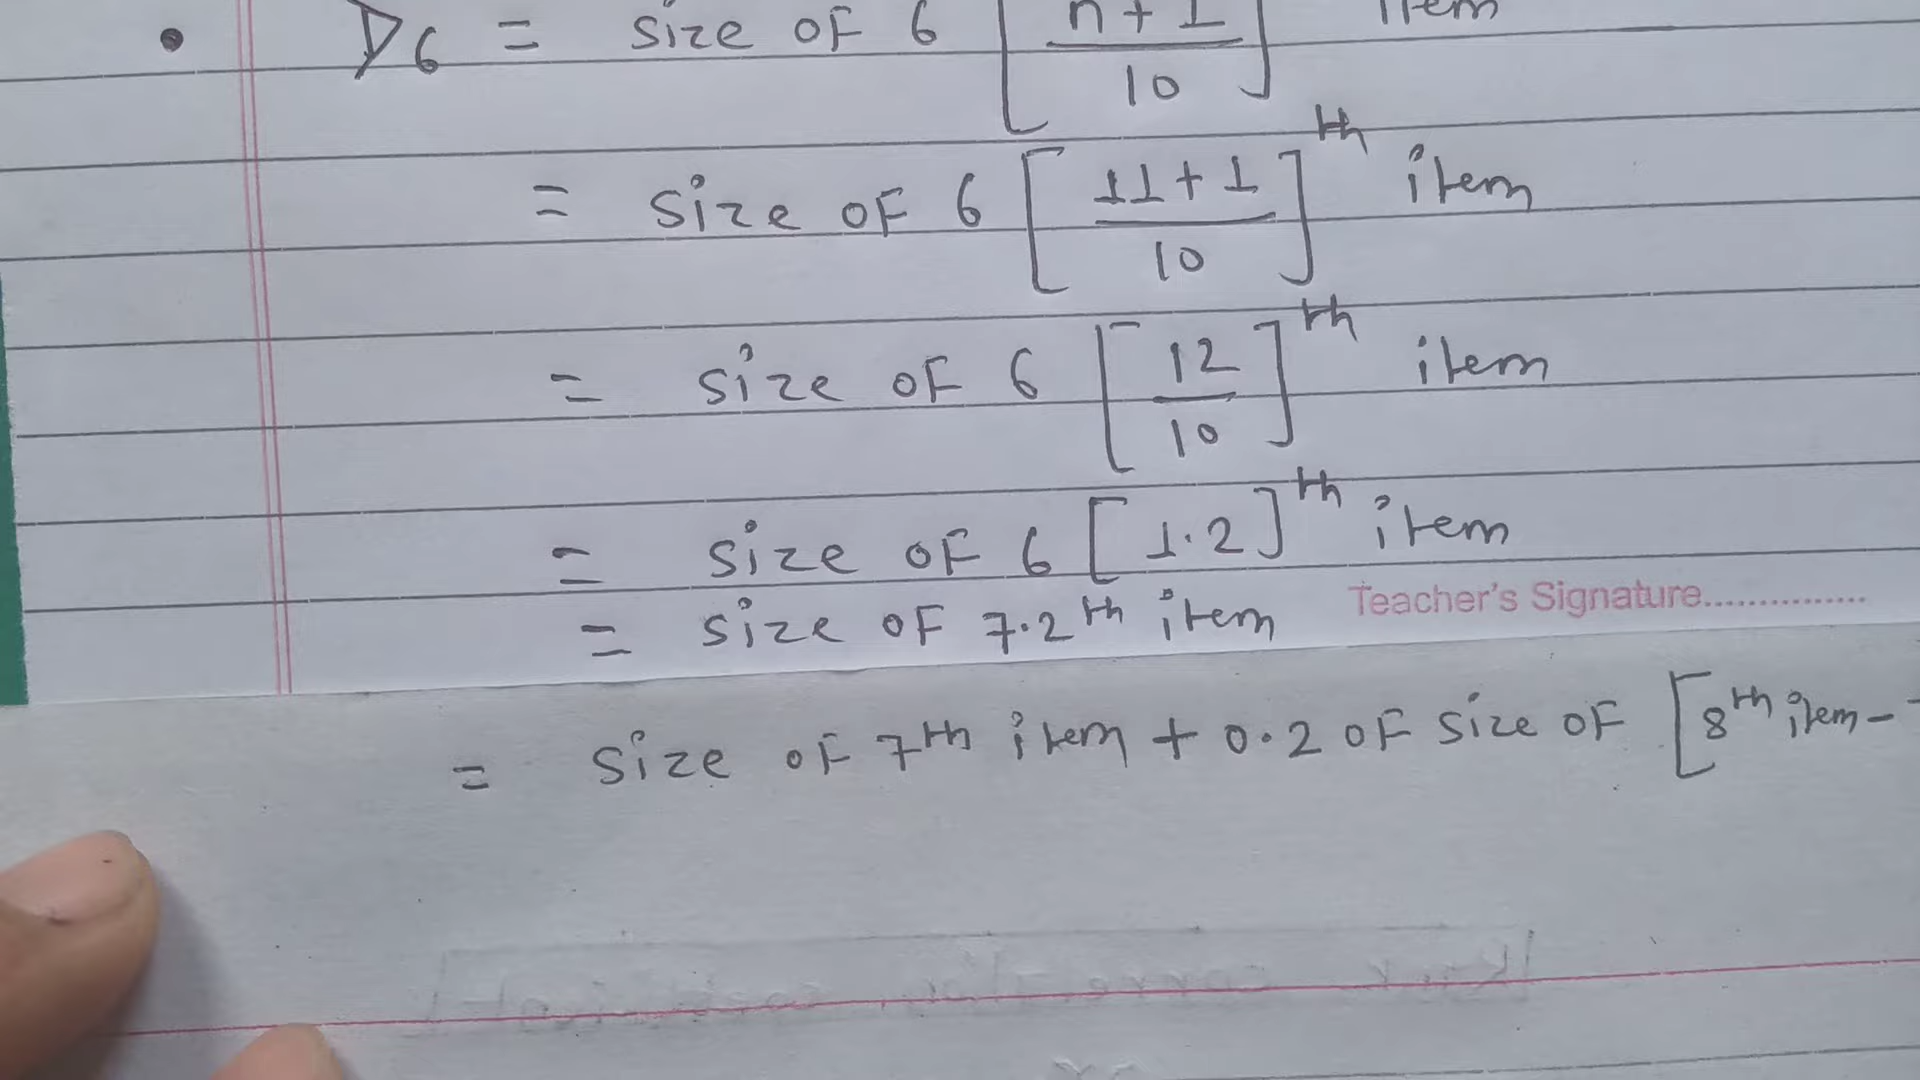 • D6 = size of 6 [ n + 1 / 10 ] item
= size of 6 [ 11 + 1 / 10 ]th item
= size of 6 [ 12 / 10 ]th item
= size of 6 [ 1.2 ]th item
Teacher's Signature...............
= size of 7.2th item
= size of 7th item + 0.2 of size of [ 8th item -